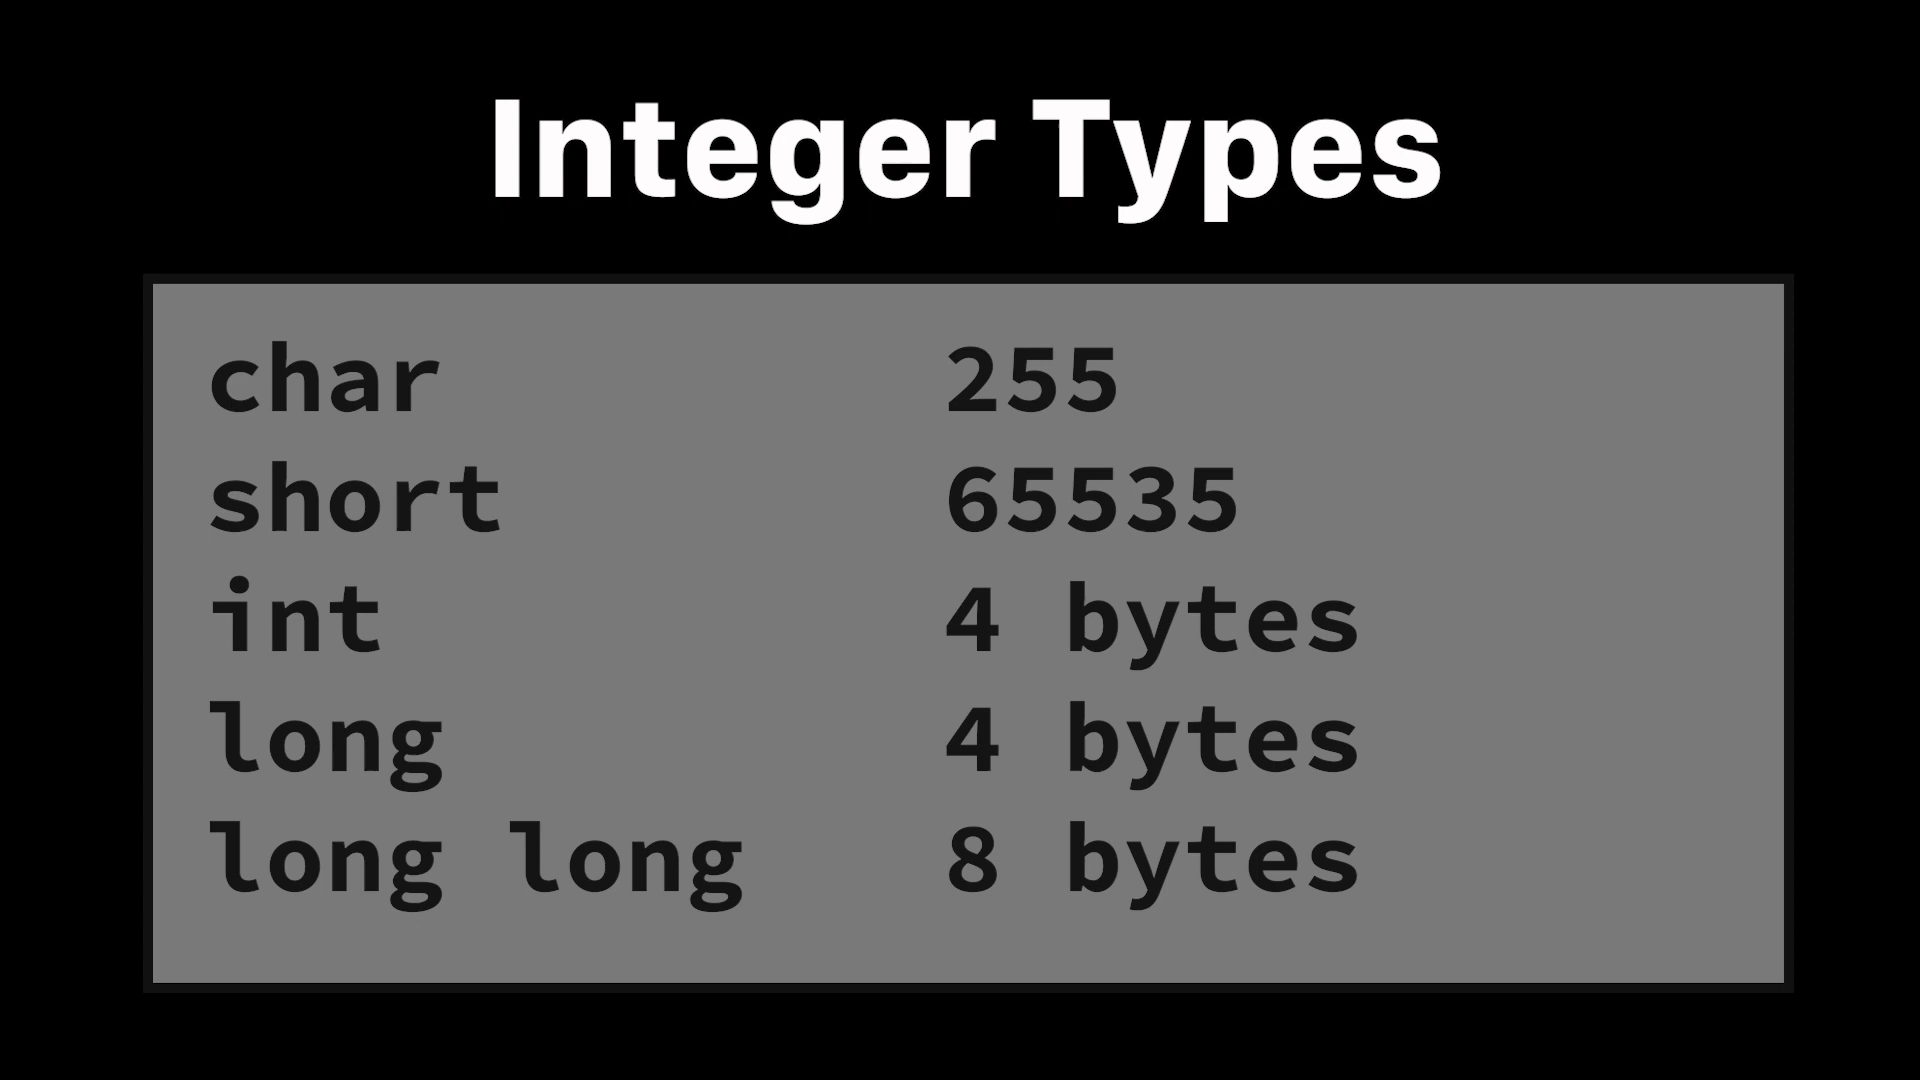 Integer Types
char 255
short 65535
int 4 bytes
long 4 bytes
long long 8 bytes